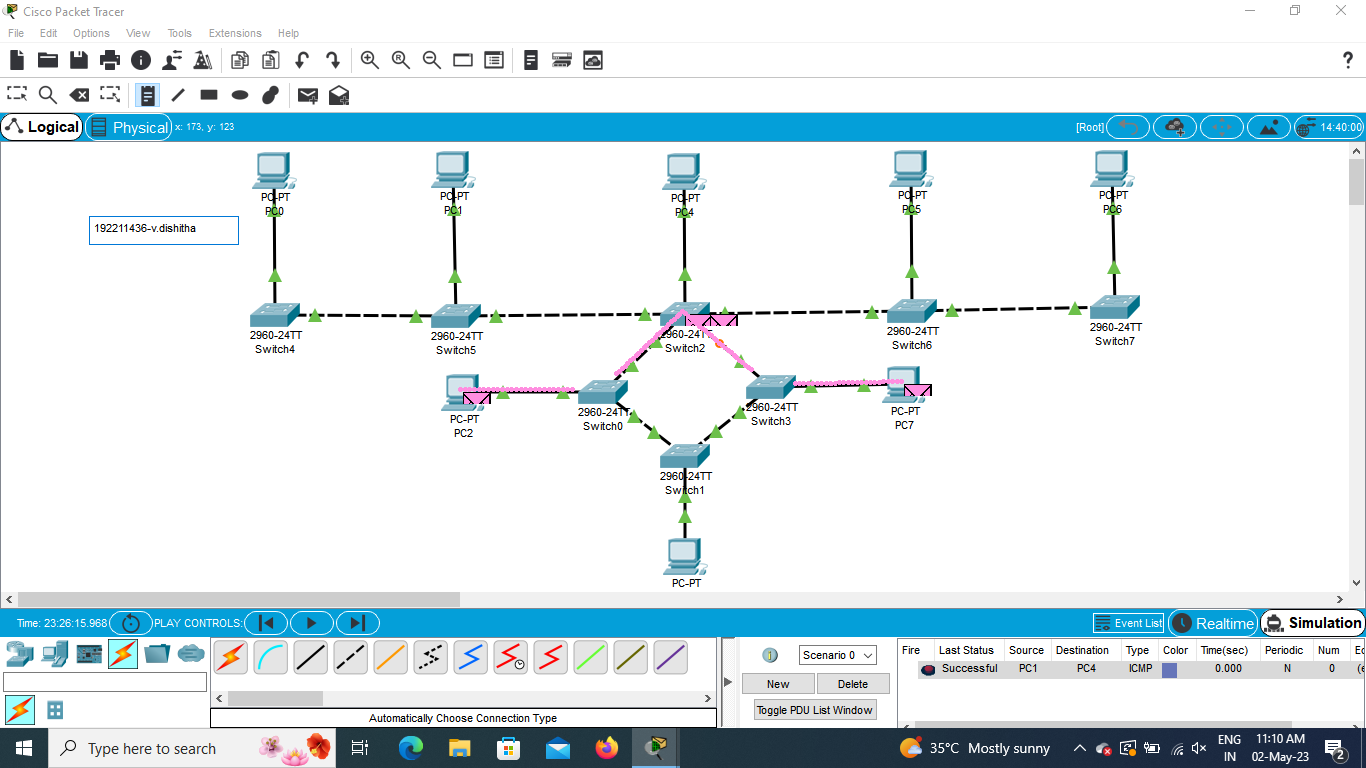 Cisco Packet Tracer
File Edit Options View Tools Extensions Help
?
Logical Physical x: 173, y: 123 [Root] 14:40:00
PC-PT
PC0
PC-PT
PC1
PC-PT
PC4
PC-PT
PC5
PC-PT
PC6
192211436-v.dishitha
2960-24TT
Switch4
2960-24TT
Switch5
2960-24TT
Switch2
2960-24TT
Switch6
2960-24TT
Switch7
PC-PT
PC2
2960-24TT
Switch0
2960-24TT
Switch3
PC-PT
PC7
2960-24TT
Switch1
PC-PT
Time: 23:26:15.968 PLAY CONTROLS: Event List Realtime Simulation
Scenario 0
New Delete
Toggle PDU List Window
Automatically Choose Connection Type
Fire Last Status Source Destination Type Color Time(sec) Periodic Num
Successful PC1 PC4 ICMP 0.000 N 0
Type here to search
35°C Mostly sunny
ENG
IN
11:10 AM
02-May-23
2